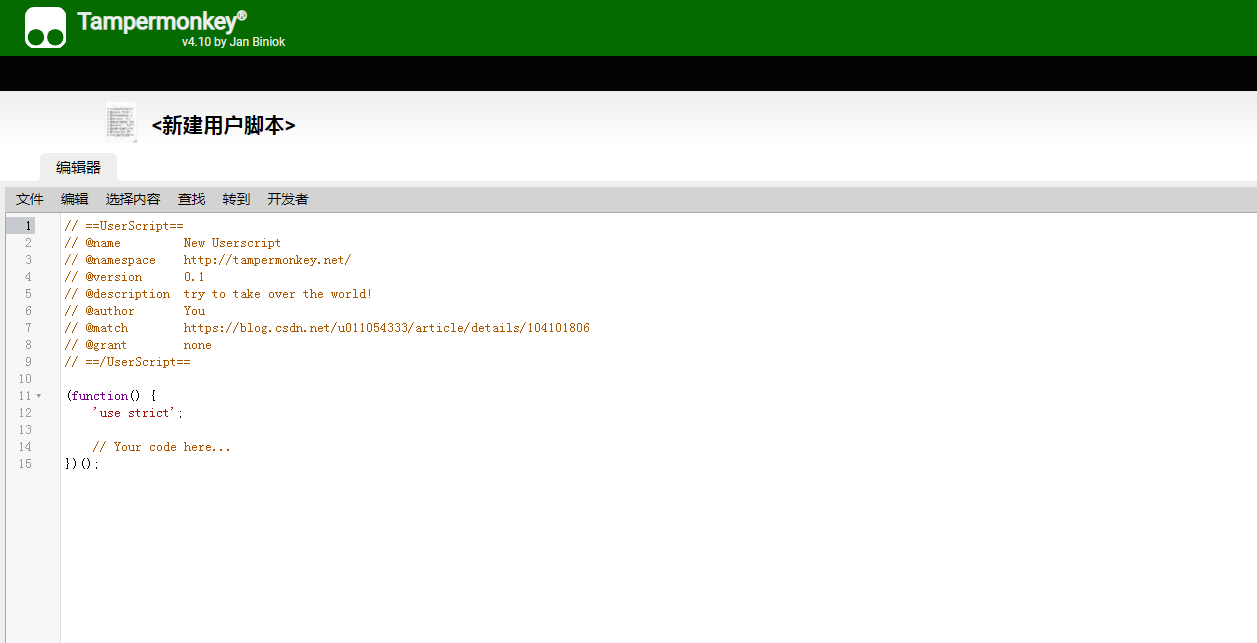 Tampermonkey®
v4.10 by Jan Biniok
<新建用户脚本>
编辑器
文件 编辑 选择内容 查找 转到 开发者
1 // ==UserScript==
2 // @name         New Userscript
3 // @namespace    http://tampermonkey.net/
4 // @version      0.1
5 // @description  try to take over the world!
6 // @author       You
7 // @match        https://blog.csdn.net/u011054333/article/details/104101806
8 // @grant        none
9 // ==/UserScript==
10
11 (function() {
12     'use strict';
13
14     // Your code here...
15 })();